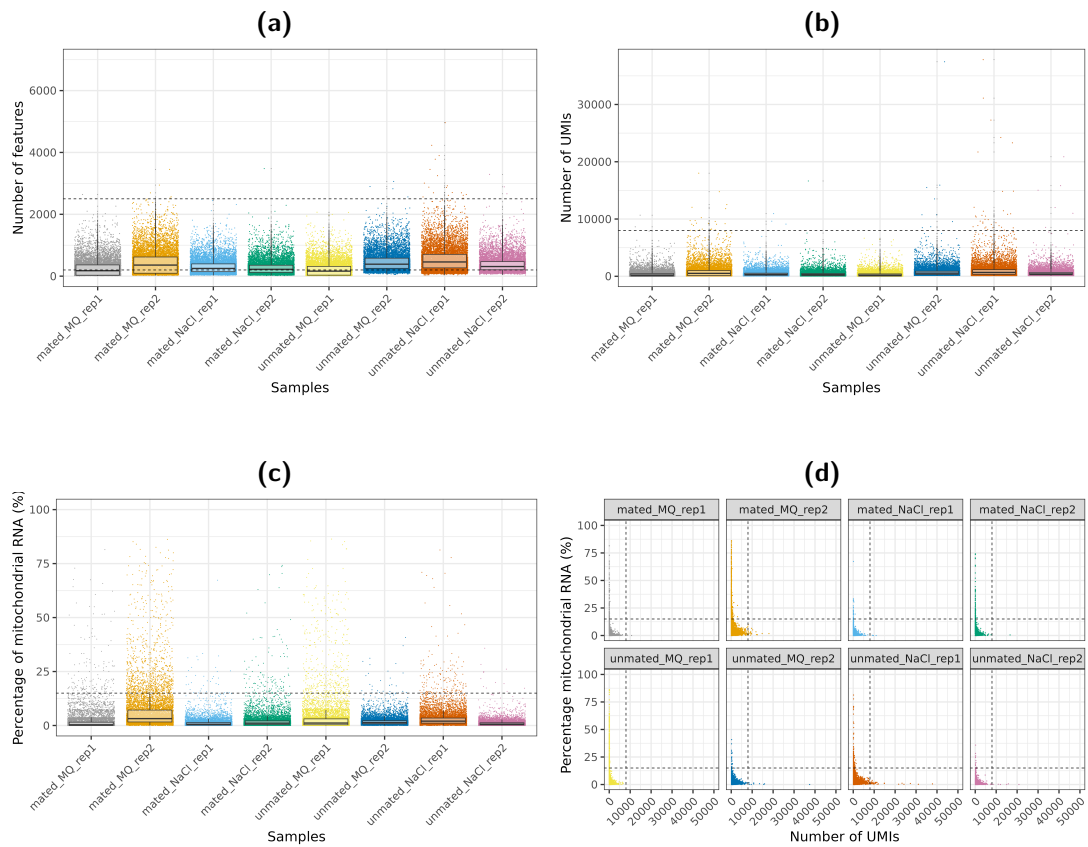 (a)
Number of features
6000
4000
2000
0
mated_MQ_rep1
mated_MQ_rep2
mated_NaCl_rep1
mated_NaCl_rep2
unmated_MQ_rep1
unmated_MQ_rep2
unmated_NaCl_rep1
unmated_NaCl_rep2
Samples
(b)
Number of UMIs
30000
20000
10000
0
mated_MQ_rep1
mated_MQ_rep2
mated_NaCl_rep1
mated_NaCl_rep2
unmated_MQ_rep1
unmated_MQ_rep2
unmated_NaCl_rep1
unmated_NaCl_rep2
Samples
(c)
Percentage of mitochondrial RNA (%)
100
75
50
25
0
mated_MQ_rep1
mated_MQ_rep2
mated_NaCl_rep1
mated_NaCl_rep2
unmated_MQ_rep1
unmated_MQ_rep2
unmated_NaCl_rep1
unmated_NaCl_rep2
Samples
(d)
Percentage mitochondrial RNA (%)
mated_MQ_rep1 mated_MQ_rep2 mated_NaCl_rep1 mated_NaCl_rep2
100
75
50
25
0
unmated_MQ_rep1 unmated_MQ_rep2 unmated_NaCl_rep1 unmated_NaCl_rep2
100
75
50
25
0
0 10000 20000 30000 40000 50000 0 10000 20000 30000 40000 50000 0 10000 20000 30000 40000 50000 0 10000 20000 30000 40000 50000
Number of UMIs